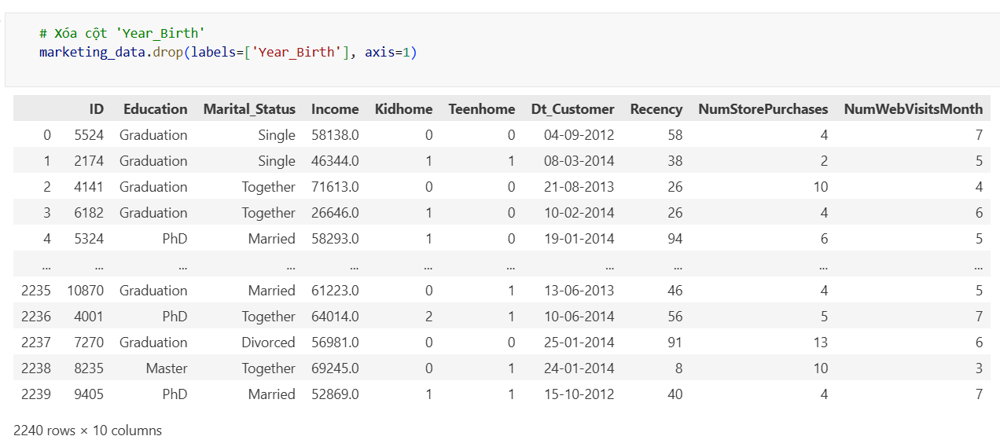 # Xóa cột 'Year_Birth'
marketing_data.drop(labels=['Year_Birth'], axis=1)
ID Education Marital_Status Income Kidhome Teenhome Dt_Customer Recency NumStorePurchases NumWebVisitsMonth
0 5524 Graduation Single 58138.0 0 0 04-09-2012 58 4 7
1 2174 Graduation Single 46344.0 1 1 08-03-2014 38 2 5
2 4141 Graduation Together 71613.0 0 0 21-08-2013 26 10 4
3 6182 Graduation Together 26646.0 1 0 10-02-2014 26 4 6
4 5324 PhD Married 58293.0 1 0 19-01-2014 94 6 5
... ... ... ... ... ... ... ... ... ... ...
2235 10870 Graduation Married 61223.0 0 1 13-06-2013 46 4 5
2236 4001 PhD Together 64014.0 2 1 10-06-2014 56 5 7
2237 7270 Graduation Divorced 56981.0 0 0 25-01-2014 91 13 6
2238 8235 Master Together 69245.0 0 1 24-01-2014 8 10 3
2239 9405 PhD Married 52869.0 1 1 15-10-2012 40 4 7
2240 rows × 10 columns